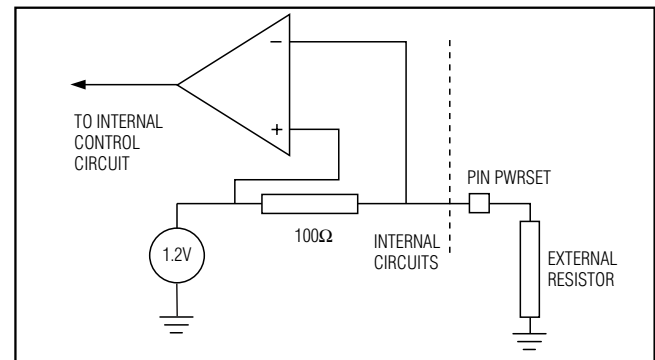 −
+
TO INTERNAL
CONTROL
CIRCUIT
PIN PWRSET
1.2V
100Ω
INTERNAL
CIRCUITS
EXTERNAL
RESISTOR